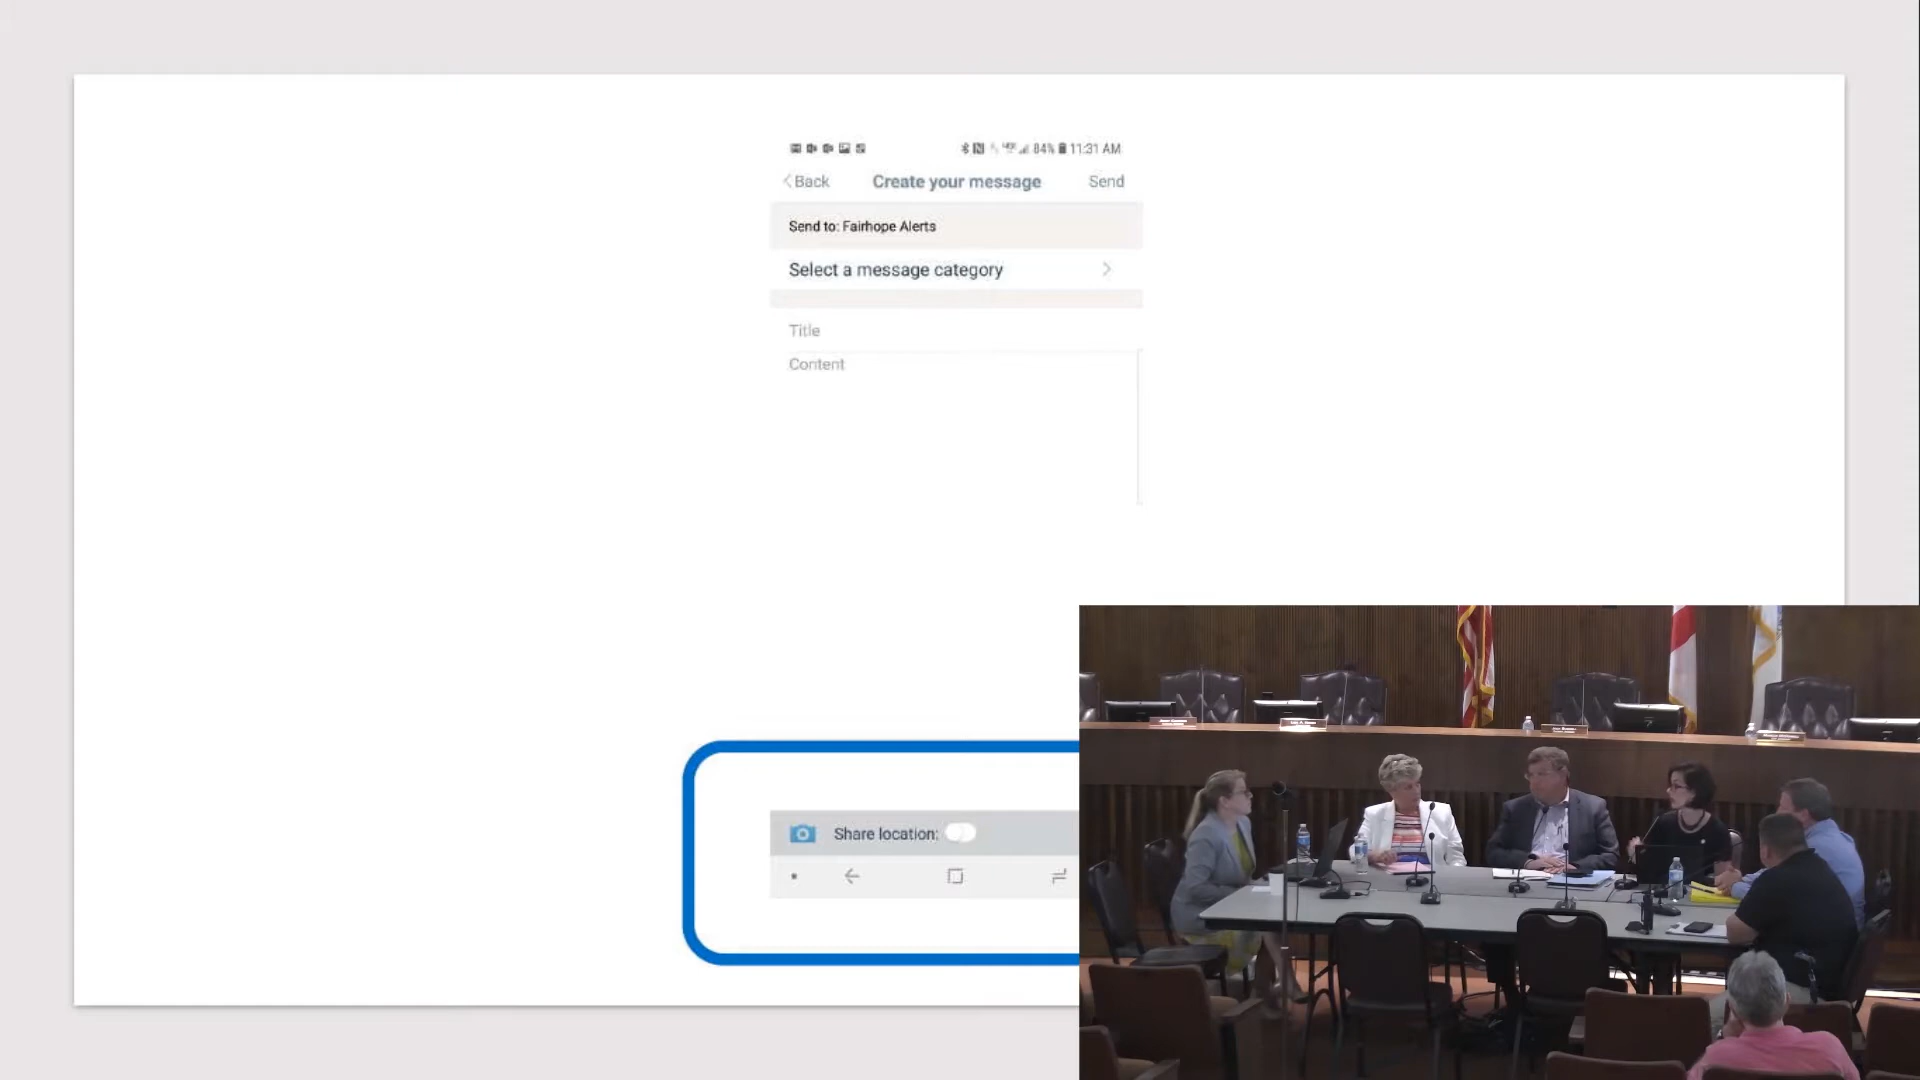 84% 11:31 AM
Back Create your message Send
Send to: Fairhope Alerts
Select a message category
Title
Content
Share location: